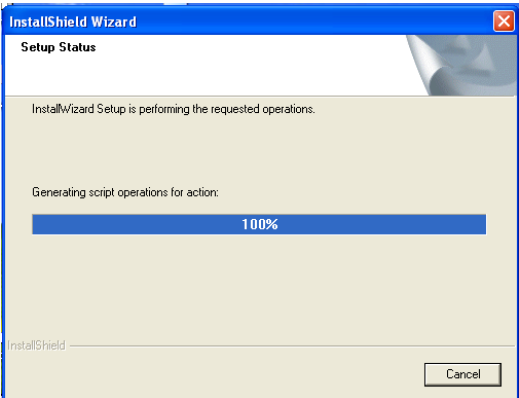 InstallShield Wizard
Setup Status
InstallWizard Setup is performing the requested operations.
Generating script operations for action:
100%
InstallShield
Cancel